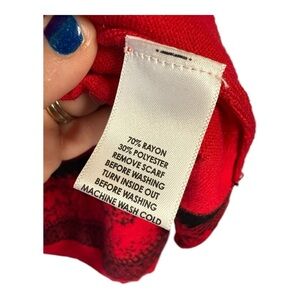 70% RAYON
30% POLYESTER
REMOVE SCARF
BEFORE WASHING
TURN INSIDE OUT
BEFORE WASHING
MACHINE WASH COLD